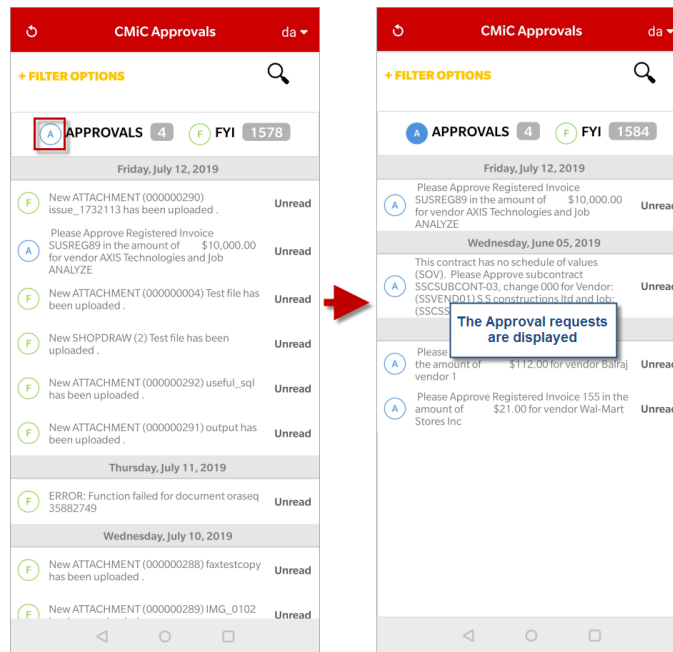 CMiC Approvals
da
+ FILTER OPTIONS
A APPROVALS 4 F FYI 1578
Friday, July 12, 2019
F
New ATTACHMENT (000000290)
issue_1732113 has been uploaded .
Unread
A
Please Approve Registered Invoice
SUSREG89 in the amount of $10,000.00
for vendor AXIS Technologies and Job
ANALYZE
Unread
F
New ATTACHMENT (000000004) Test file has
been uploaded .
Unread
F
New SHOPDRAW (2) Test file has been
uploaded .
Unread
F
New ATTACHMENT (000000292) useful_sql
has been uploaded .
Unread
F
New ATTACHMENT (000000291) output has
been uploaded .
Unread
Thursday, July 11, 2019
F
ERROR: Function failed for document oraseq
35882749
Unread
Wednesday, July 10, 2019
F
New ATTACHMENT (000000288) faxtestcopy
has been uploaded .
Unread
F
New ATTACHMENT (000000289) IMG_0102
Unread
CMiC Approvals
da
+ FILTER OPTIONS
A APPROVALS 4 F FYI 1584
Friday, July 12, 2019
A
Please Approve Registered Invoice
SUSREG89 in the amount of $10,000.00
for vendor AXIS Technologies and Job
ANALYZE
Unread
Wednesday, June 05, 2019
A
This contract has no schedule of values
(SOV). Please Approve subcontract
SSCSUBCONT-03, change 000 for Vendor:
(SSVEND01) S S constructions ltd and Job:
(SSCSS
Unread
The Approval requests
are displayed
A
Please
the amount of $112.00 for vendor Balraj
vendor 1
Unread
A
Please Approve Registered Invoice 155 in the
amount of $21.00 for vendor Wal-Mart
Stores Inc
Unread